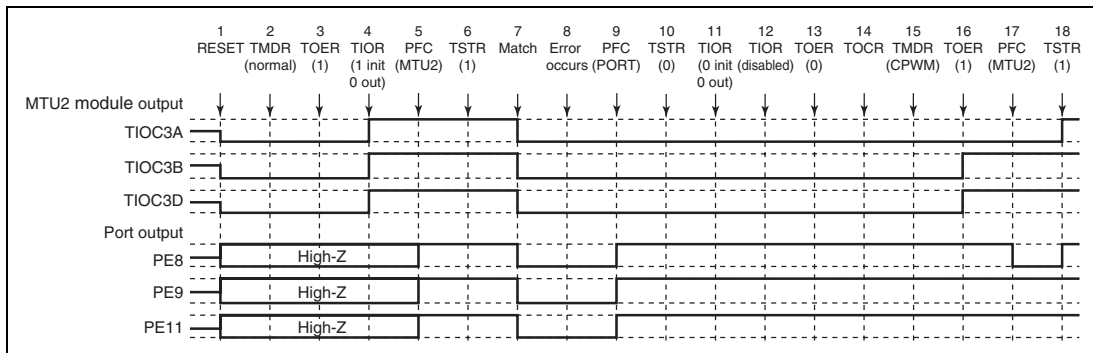 1 2 3 4 5 6 7 8 9 10 11 12 13 14 15 16 17 18
RESET TMDR TOER TIOR PFC TSTR Match Error PFC TSTR TIOR TIOR TOER TOCR TMDR TOER PFC TSTR
(normal) (1) (1 init (MTU2) (1) occurs (PORT) (0) (0 init (disabled) (0) (CPWM) (1) (MTU2) (1)
0 out) 0 out)
MTU2 module output
TIOC3A
TIOC3B
TIOC3D
Port output
PE8 High-Z
PE9 High-Z
PE11 High-Z